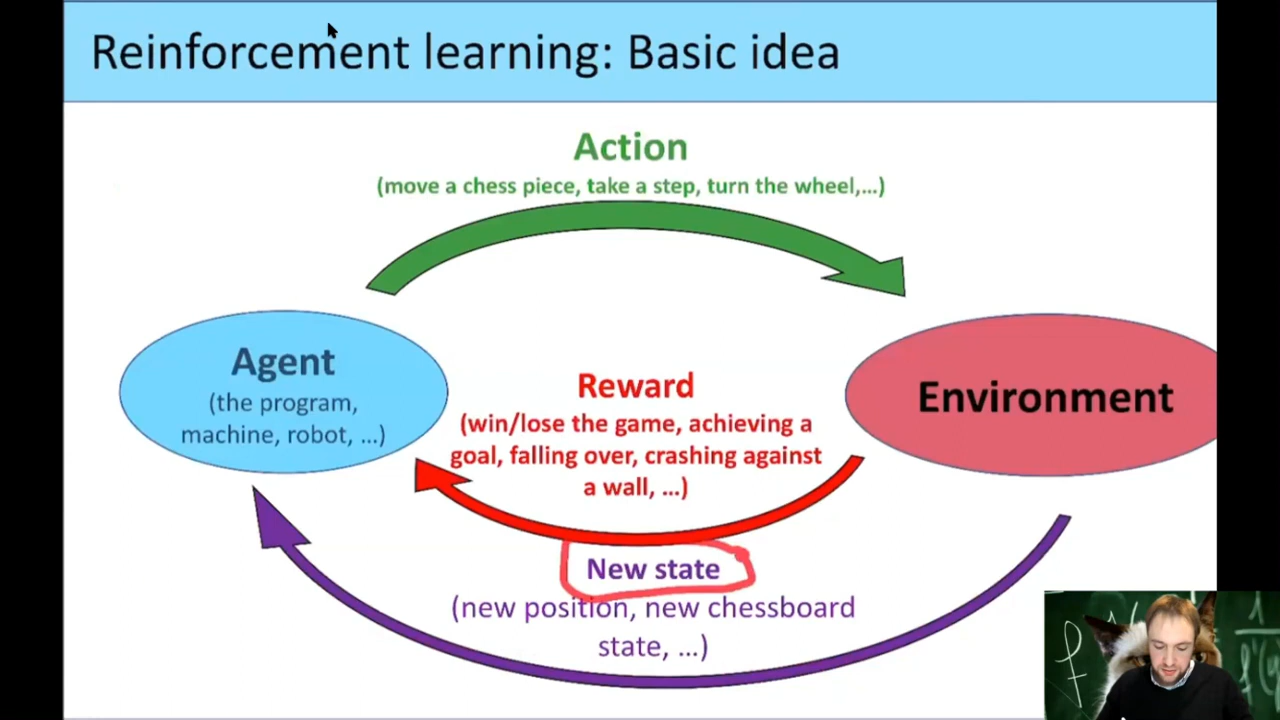 Reinforcement learning: Basic idea
Action
(move a chess piece, take a step, turn the wheel,...)
Agent
(the program,
machine, robot, ...)
Reward
(win/lose the game, achieving a
goal, falling over, crashing against
a wall, ...)
Environment
New state
(new position, new chessboard
state, ...)